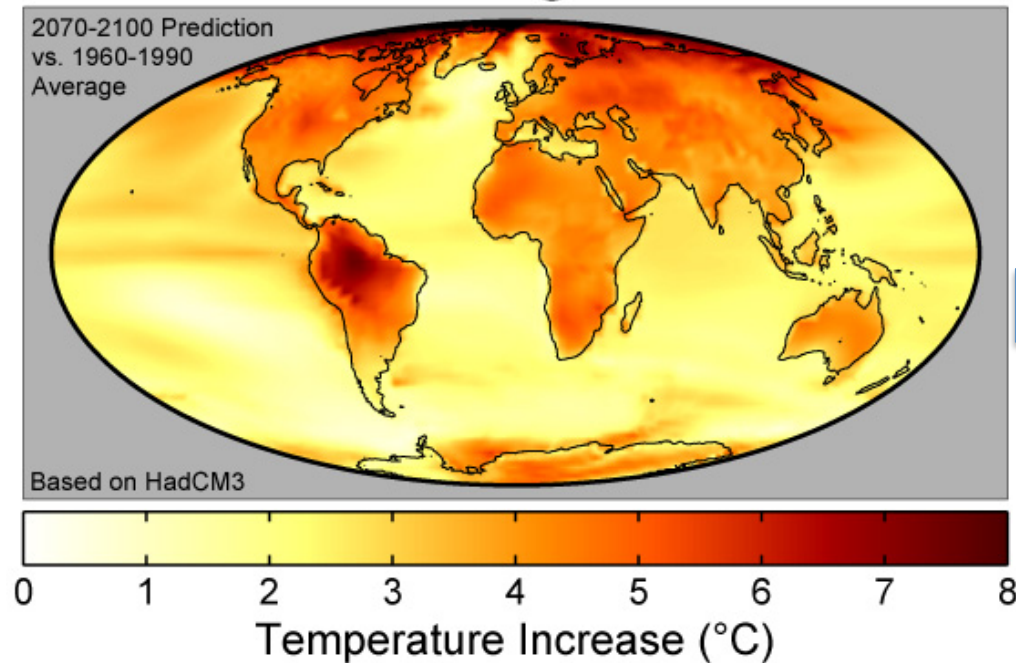 2070-2100 Prediction
vs. 1960-1990
Average
Based on HadCM3
0 1 2 3 4 5 6 7 8
Temperature Increase (°C)